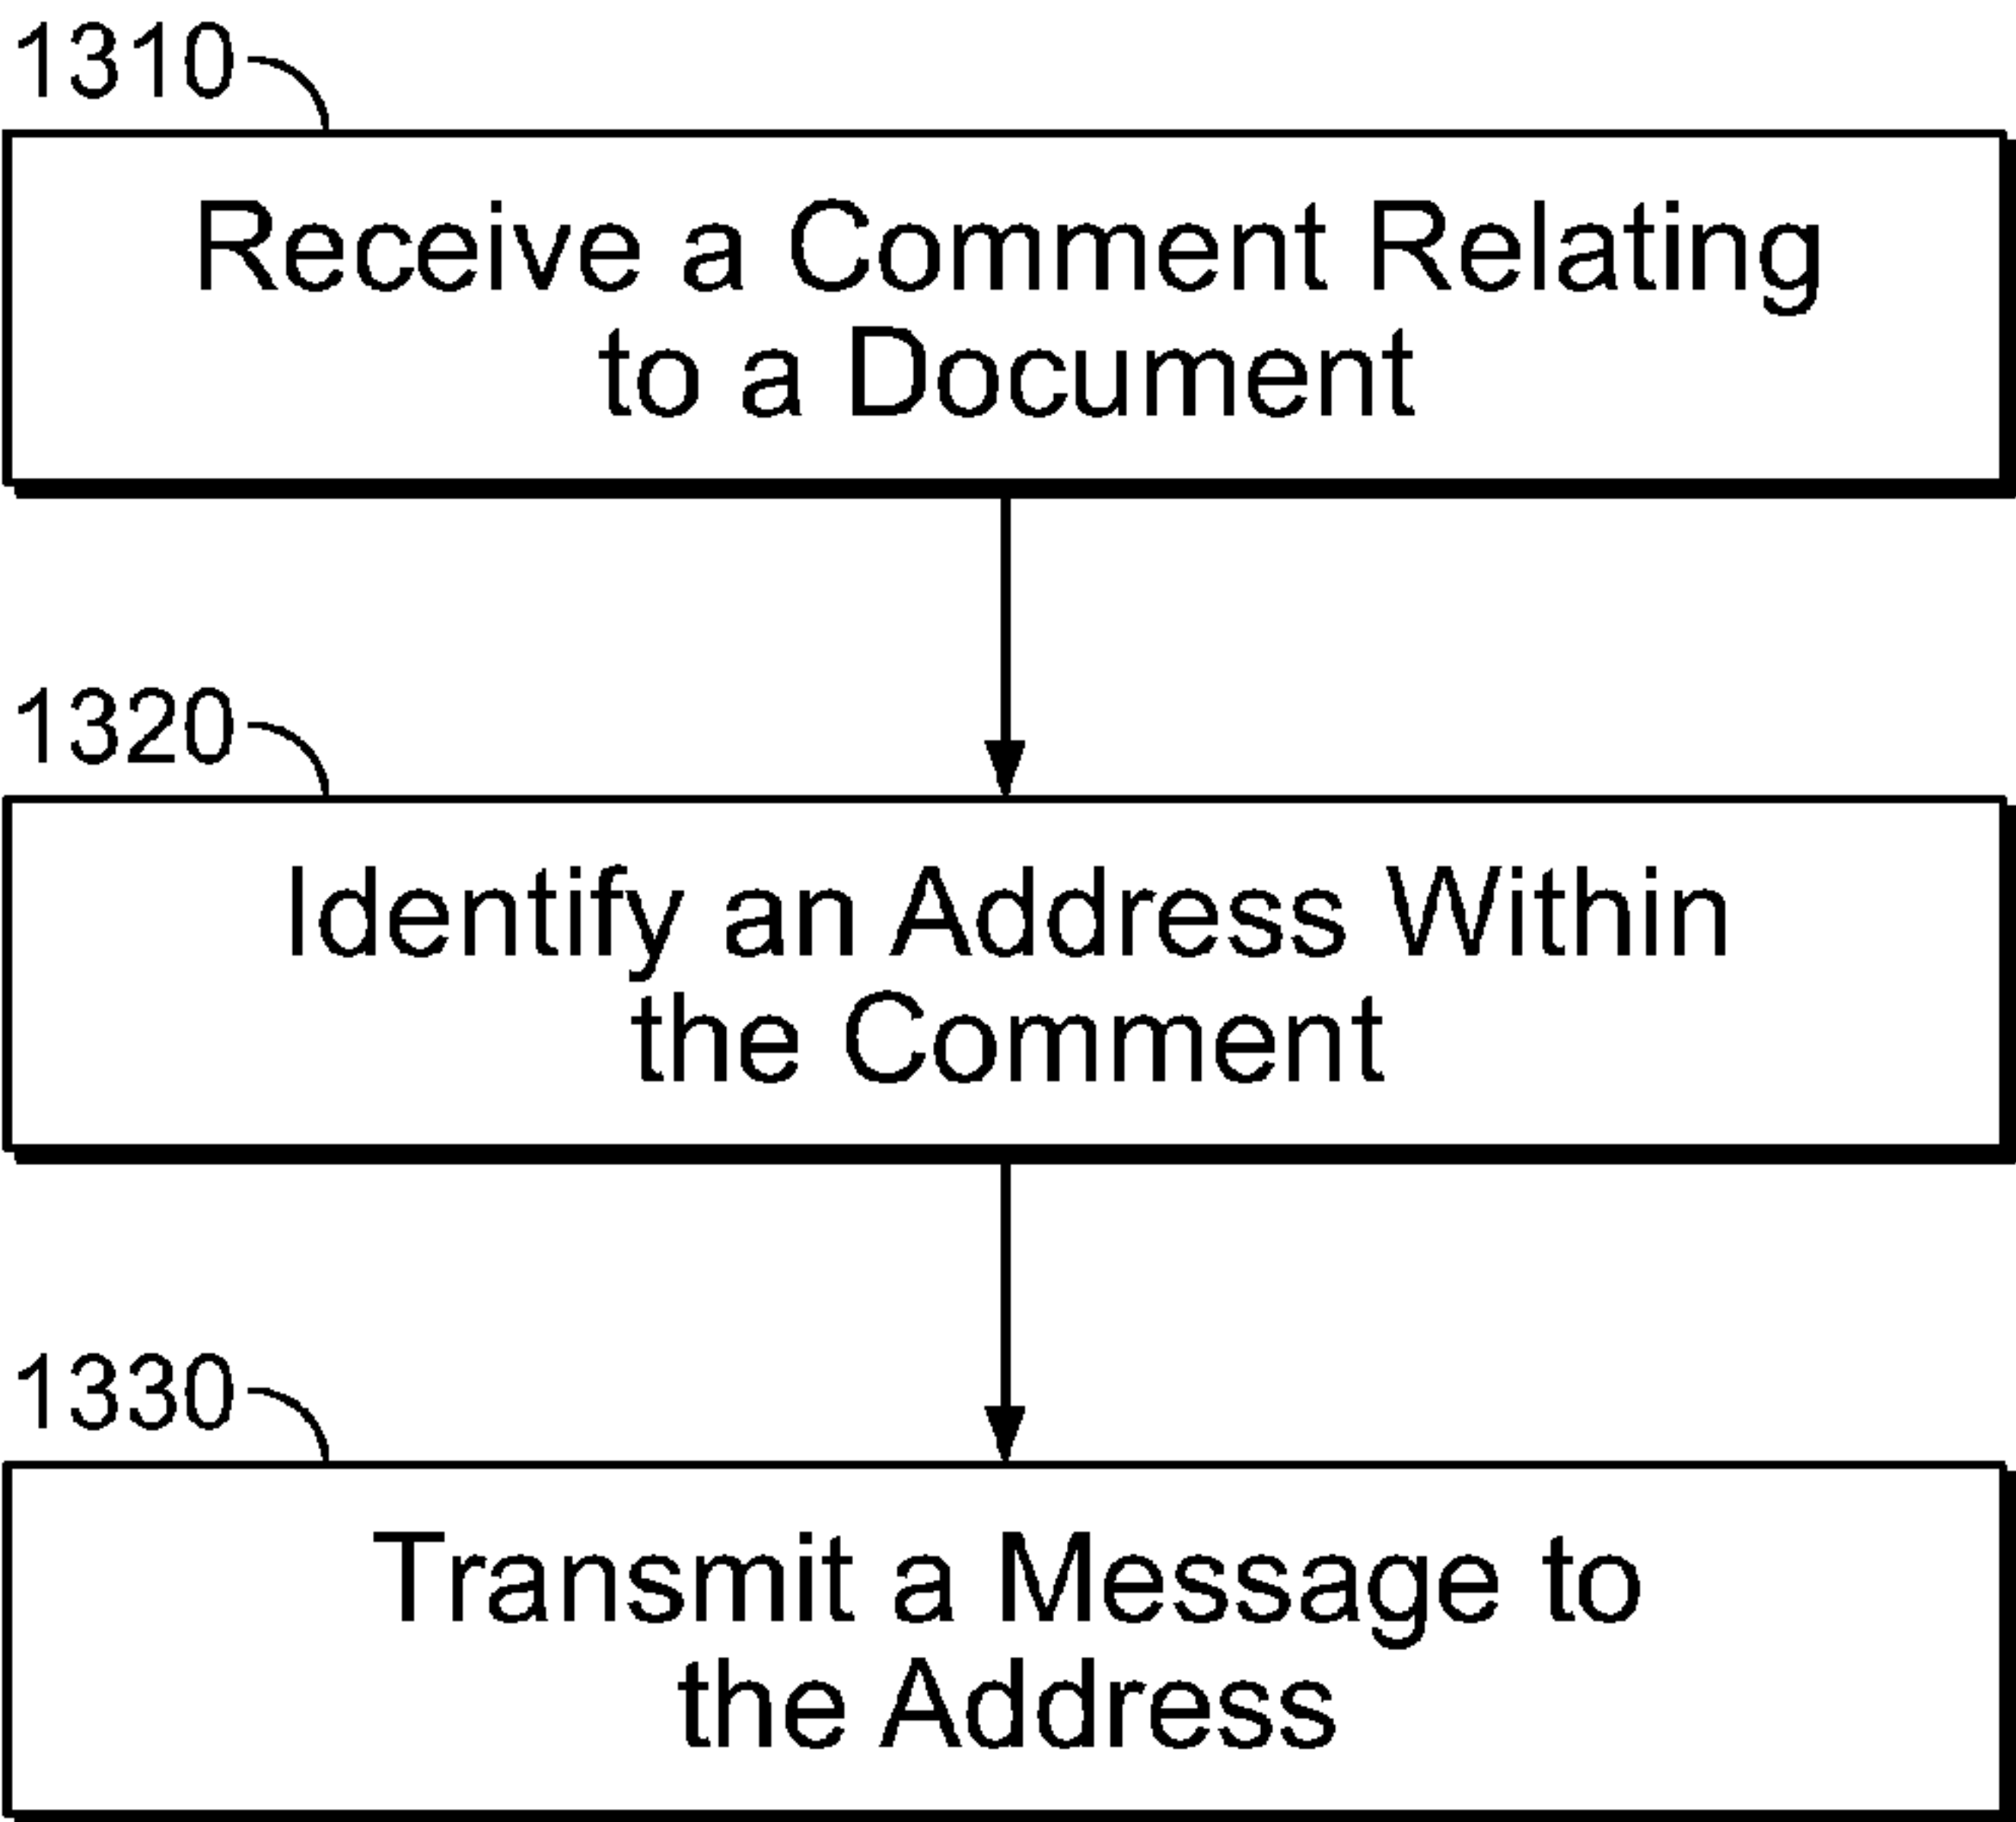 1310
Receive a Comment Relating
to a Document
1320
Identify an Address Within
the Comment
1330
Transmit a Message to
the Address